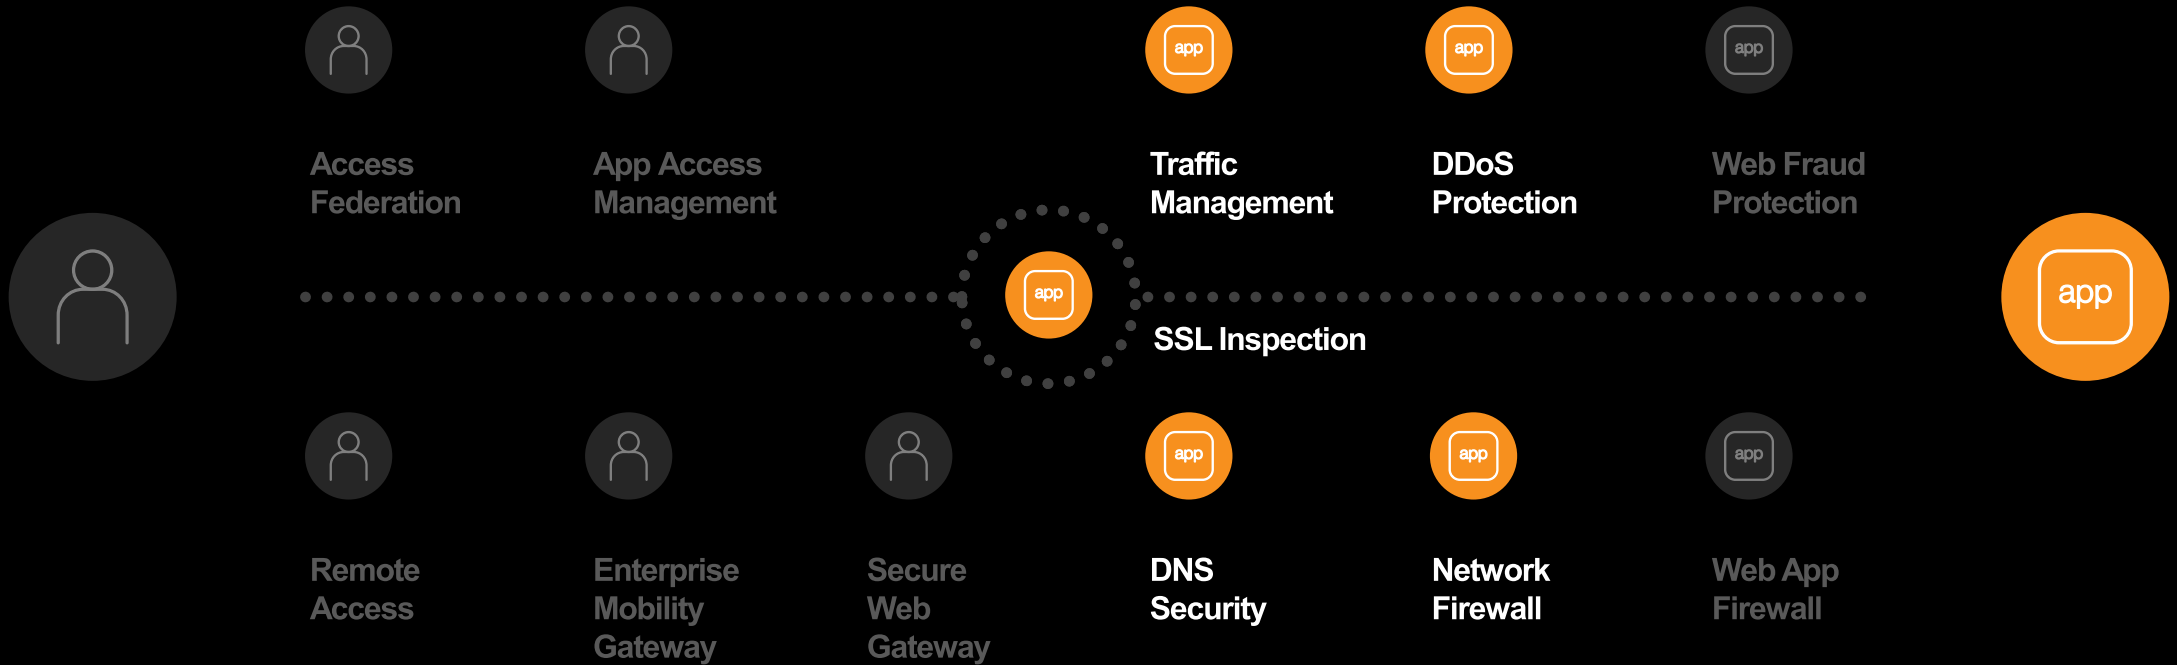 app
app
app
Access
Federation
App Access
Management
Traffic
Management
DDoS
Protection
Web Fraud
Protection
app
app
SSL Inspection
app
app
app
Remote
Access
Enterprise
Mobility
Gateway
Secure
Web
Gateway
DNS
Security
Network
Firewall
Web App
Firewall